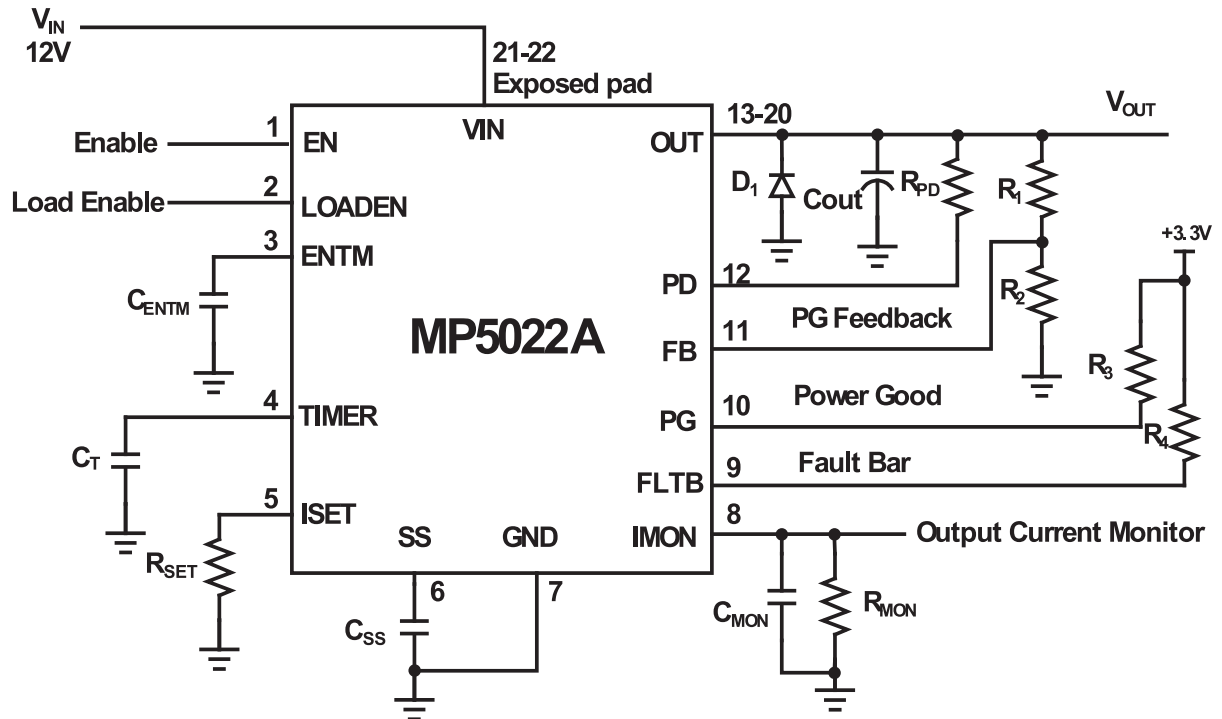 VIN
12V
21-22
Exposed pad
VIN
1
Enable
EN
2
Load Enable
LOADEN
3
ENTM
CENTM
4
TIMER
CT
5
ISET
RSET
SS
6
CSS
GND
7
MP5022A
OUT
13-20
VOUT
D1
Cout
RPD
R1
R2
PD
12
PG Feedback
11
FB
+3.3V
R3
R4
Power Good
10
PG
Fault Bar
9
FLTB
8
IMON
Output Current Monitor
CMON
RMON